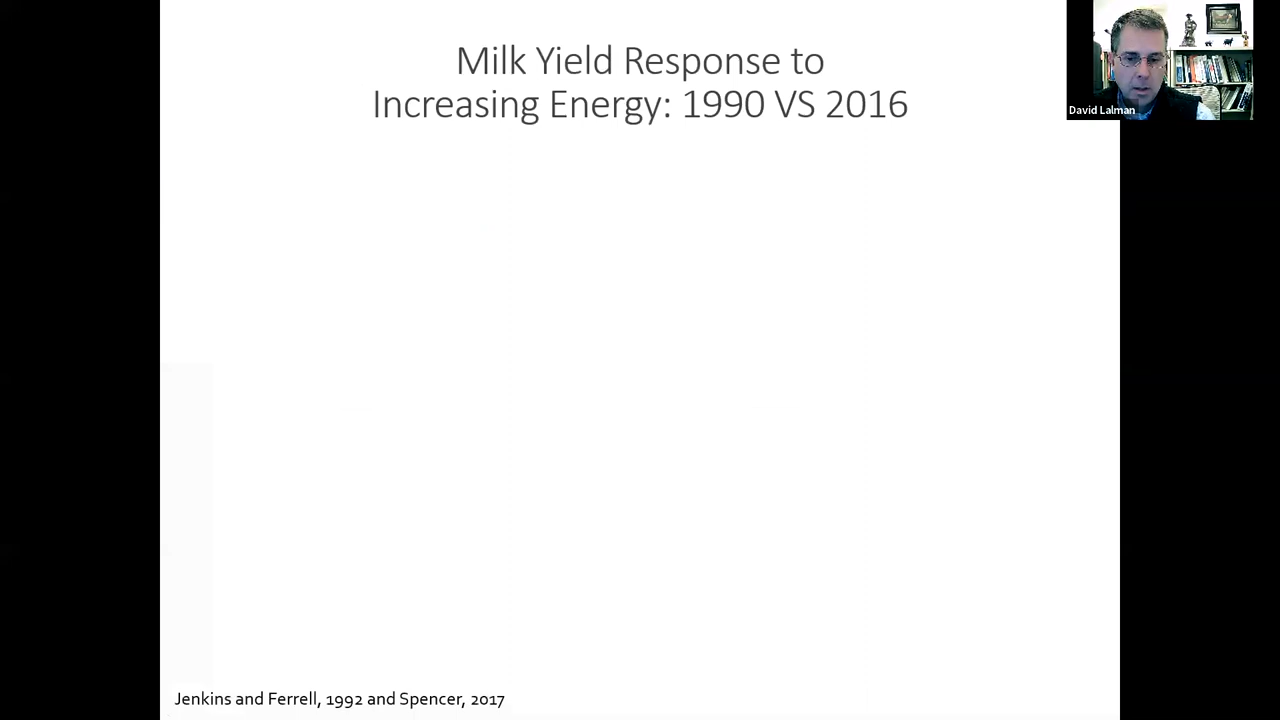 Milk Yield Response to
Increasing Energy: 1990 VS 2016
David Lalman
Jenkins and Ferrell, 1992 and Spencer, 2017